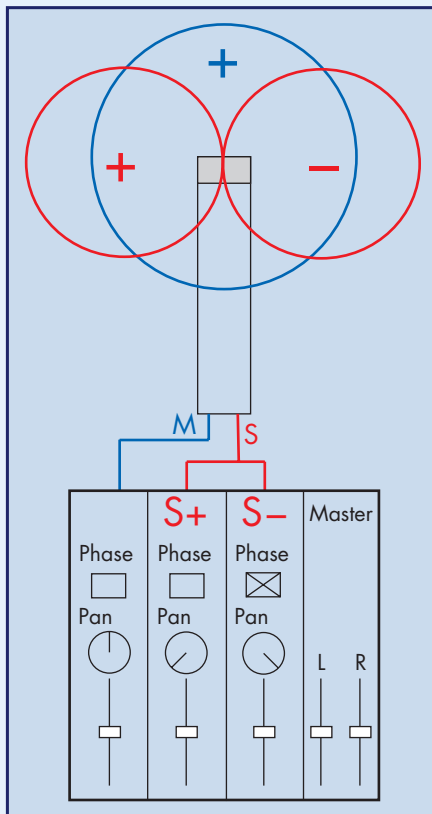 +
+ −
M S
S+ S− Master
Phase Phase Phase
Pan Pan Pan
L R